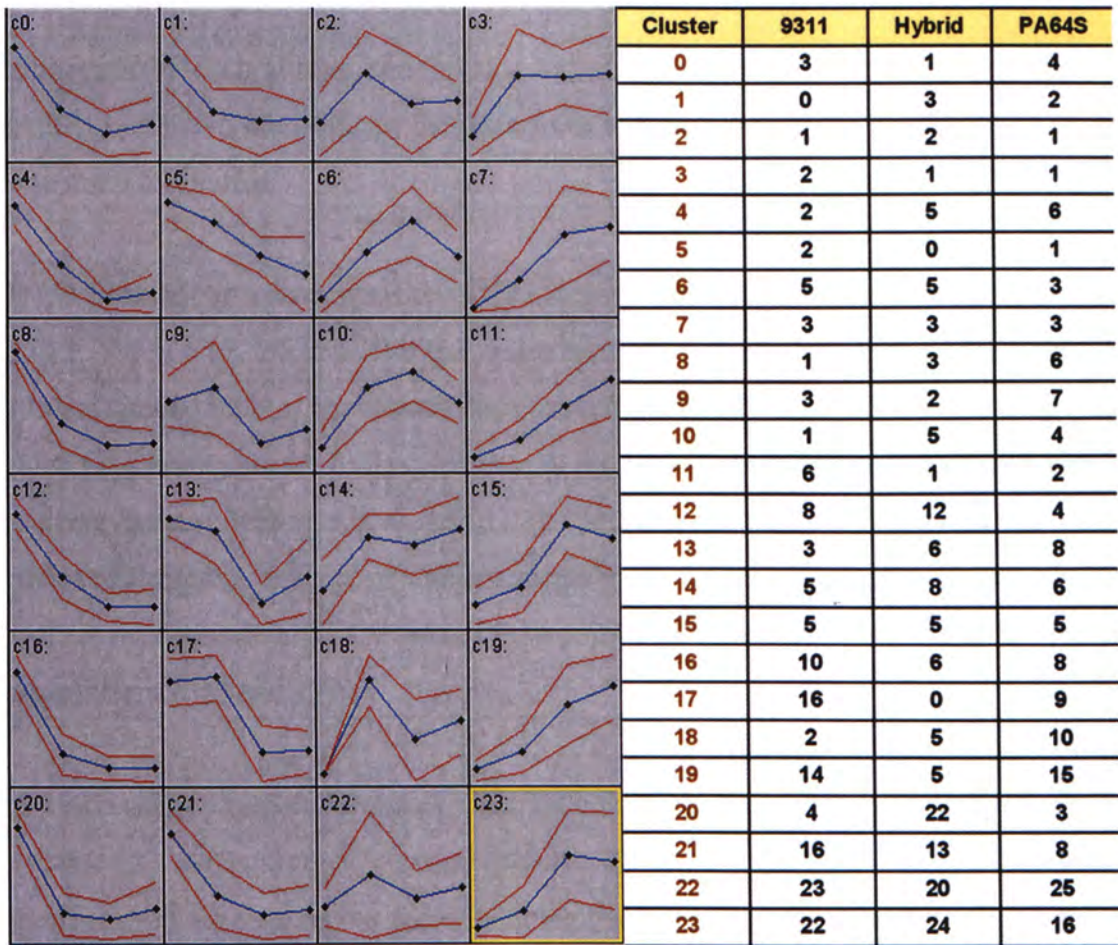 c0: c1: c2: c3:
c4: c5: c6: c7:
c8: c9: c10: c11:
c12: c13: c14: c15:
c16: c17: c18: c19:
c20: c21: c22: c23:
Cluster 9311 Hybrid PA64S
0 3 1 4
1 0 3 2
2 1 2 1
3 2 1 1
4 2 5 6
5 2 0 1
6 5 5 3
7 3 3 3
8 1 3 6
9 3 2 7
10 1 5 4
11 6 1 2
12 8 12 4
13 3 6 8
14 5 8 6
15 5 5 5
16 10 6 8
17 16 0 9
18 2 5 10
19 14 5 15
20 4 22 3
21 16 13 8
22 23 20 25
23 22 24 16